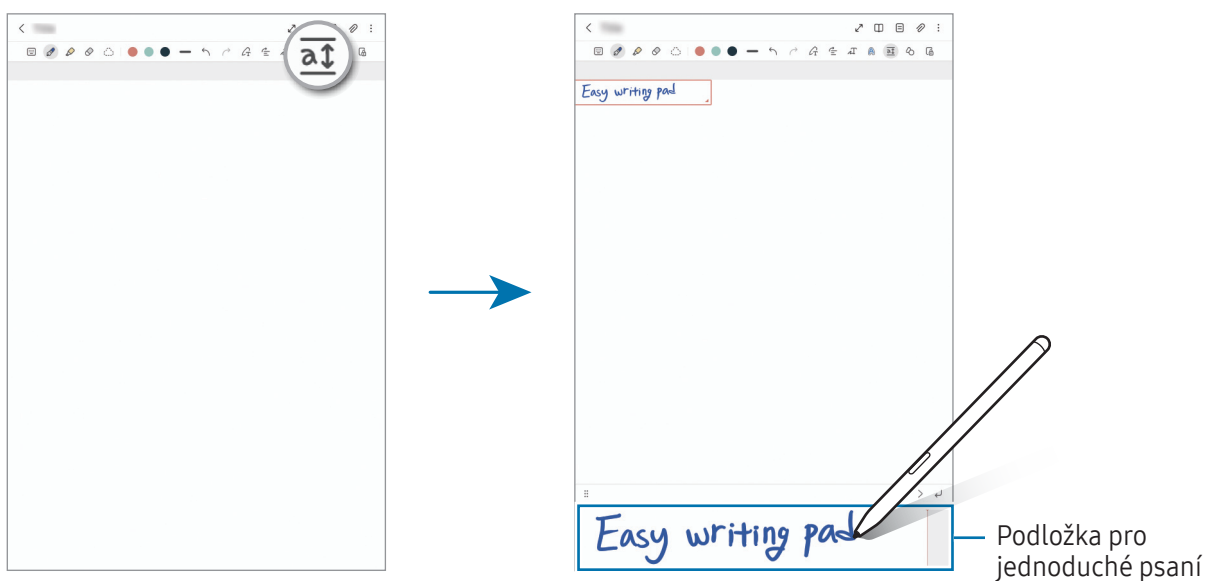 a
Easy writing pad
Easy writing pad
Podložka pro
jednoduché psaní